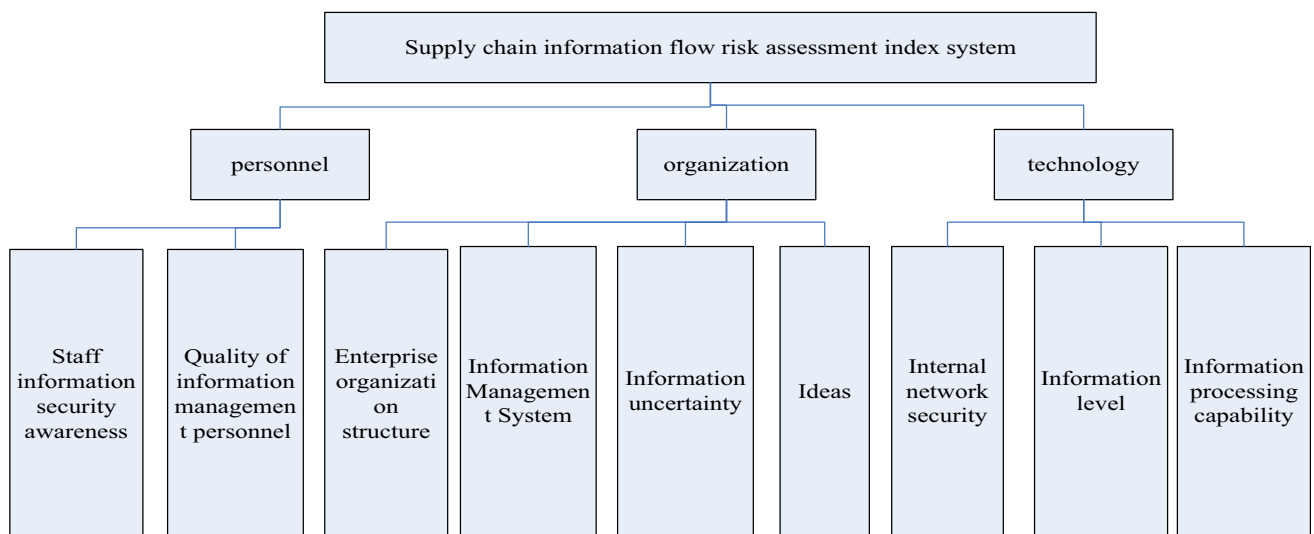 Supply chain information flow risk assessment index system
personnel
organization
technology
Staff
information
security
awareness
Quality of
information
managemen
t personnel
Enterprise
organizati
on
structure
Information
Managemen
t System
Information
uncertainty
Ideas
Internal
network
security
Information
level
Information
processing
capability